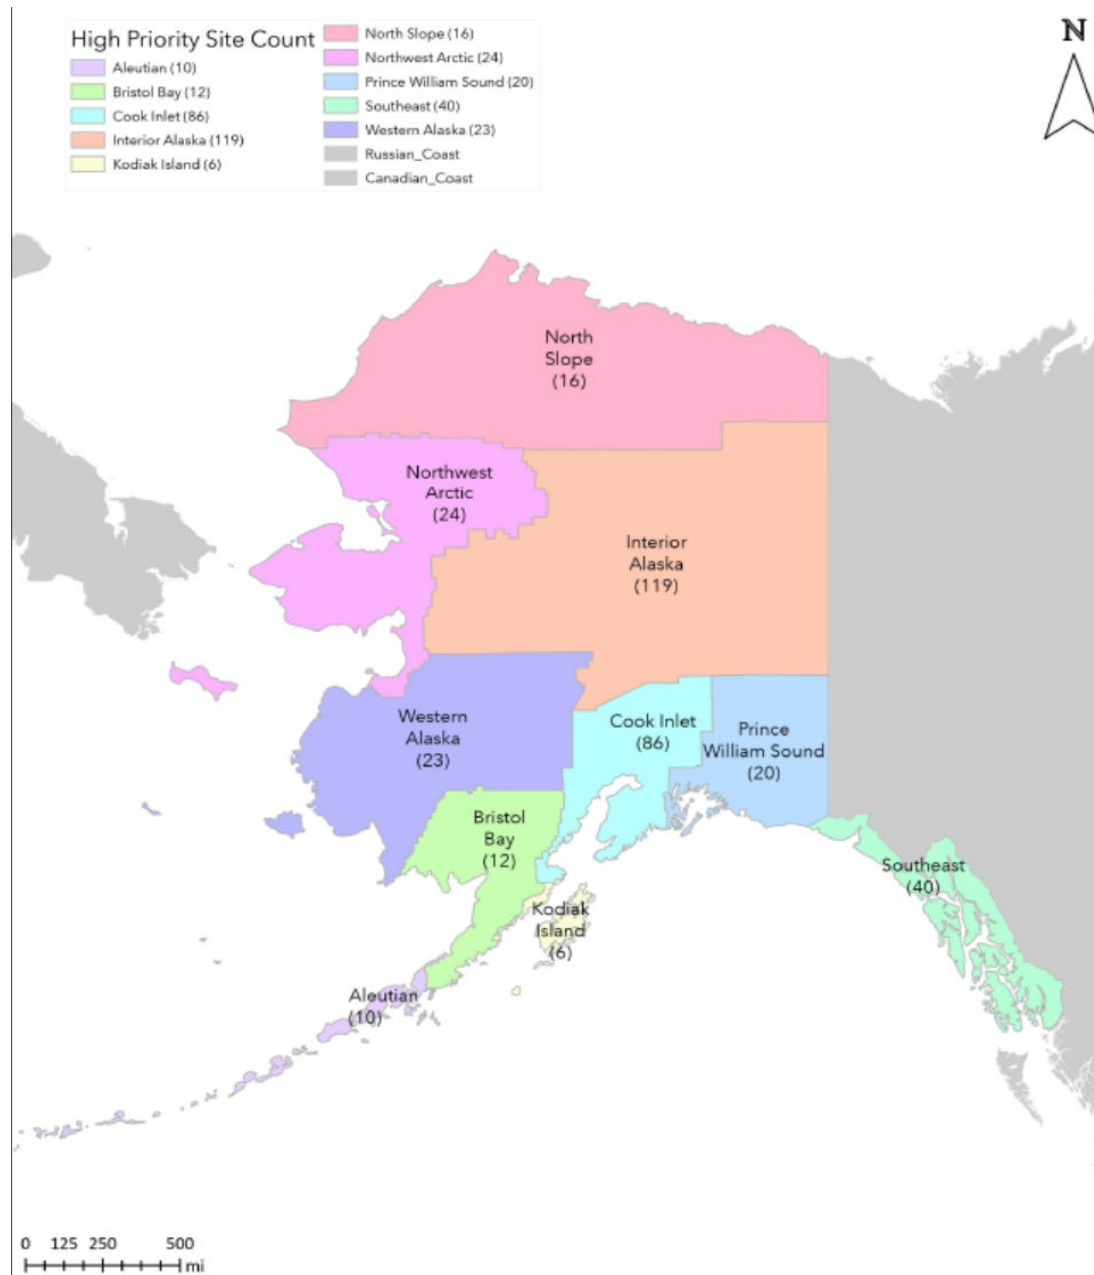 High Priority Site Count
Aleutian (10)
Bristol Bay (12)
Cook Inlet (86)
Interior Alaska (119)
Kodiak Island (6)
North Slope (16)
Northwest Arctic (24)
Prince William Sound (20)
Southeast (40)
Western Alaska (23)
Russian_Coast
Canadian_Coast
N
North
Slope
(16)
Northwest
Arctic
(24)
Interior
Alaska
(119)
Western
Alaska
(23)
Cook Inlet
(86)
Prince
William Sound
(20)
Bristol
Bay
(12)
Southeast
(40)
Kodiak
Island
(6)
Aleutian
(10)
0 125 250 500
mi